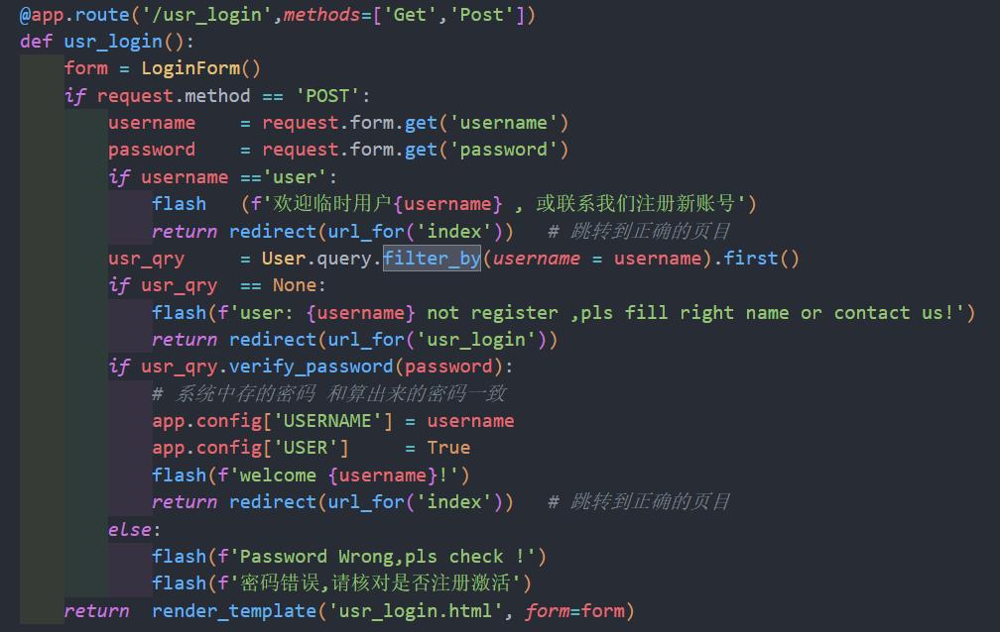 @app.route('/usr_login',methods=['Get','Post'])
def usr_login():
    form = LoginForm()
    if request.method == 'POST':
        username    = request.form.get('username')
        password    = request.form.get('password')
        if username =='user':
            flash   (f'欢迎临时用户{username} , 或联系我们注册新账号')
            return redirect(url_for('index'))   # 跳转到正确的页目
        usr_qry     = User.query.filter_by(username = username).first()
        if usr_qry  == None:
            flash(f'user: {username} not register ,pls fill right name or contact us!')
            return redirect(url_for('usr_login'))
        if usr_qry.verify_password(password):
            # 系统中存的密码 和算出来的密码一致
            app.config['USERNAME'] = username
            app.config['USER']     = True
            flash(f'welcome {username}!')
            return redirect(url_for('index'))   # 跳转到正确的页目
        else:
            flash(f'Password Wrong,pls check !')
            flash(f'密码错误,请核对是否注册激活')
    return  render_template('usr_login.html', form=form)